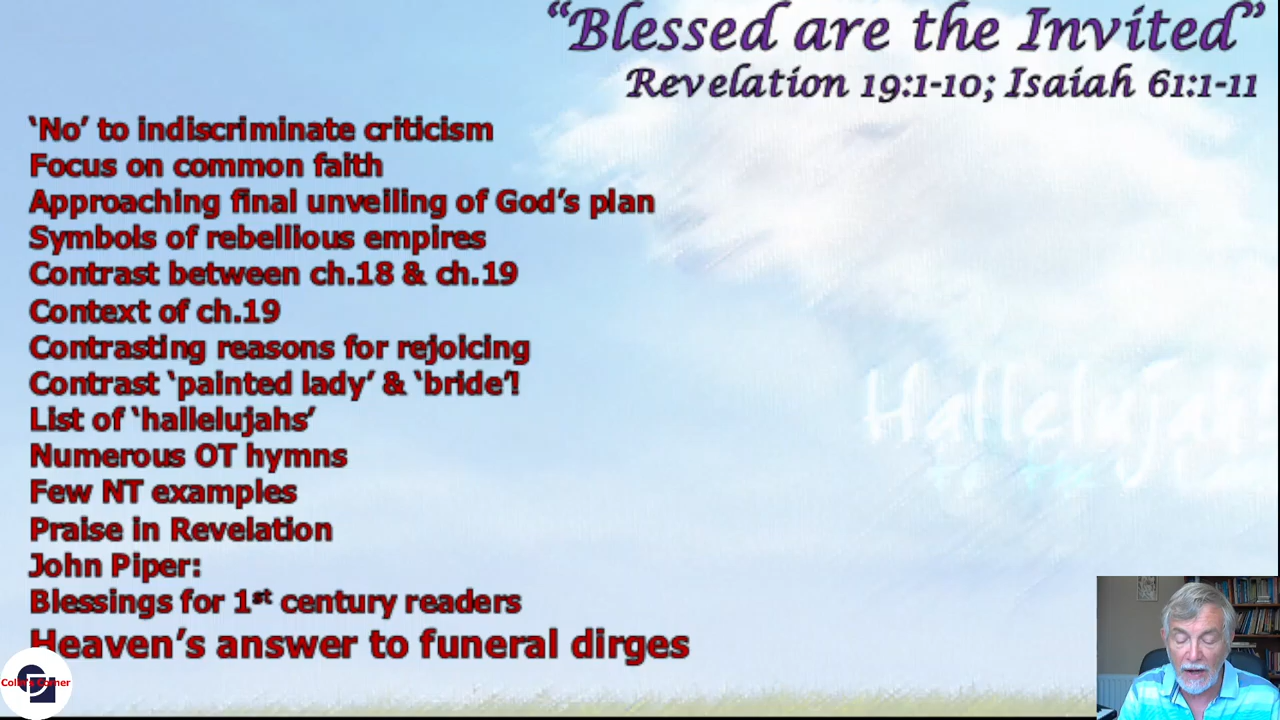 “Blessed are the Invited”
Revelation 19:1-10; Isaiah 61:1-11
‘No’ to indiscriminate criticism
Focus on common faith
Approaching final unveiling of God’s plan
Symbols of rebellious empires
Contrast between ch.18 & ch.19
Context of ch.19
Contrasting reasons for rejoicing
Contrast ‘painted lady’ & ‘bride’!
List of ‘hallelujahs’
Hallelujah
Numerous OT hymns
Few NT examples
Praise in Revelation
John Piper:
Blessings for 1st century readers
Heaven’s answer to funeral dirges
Corner